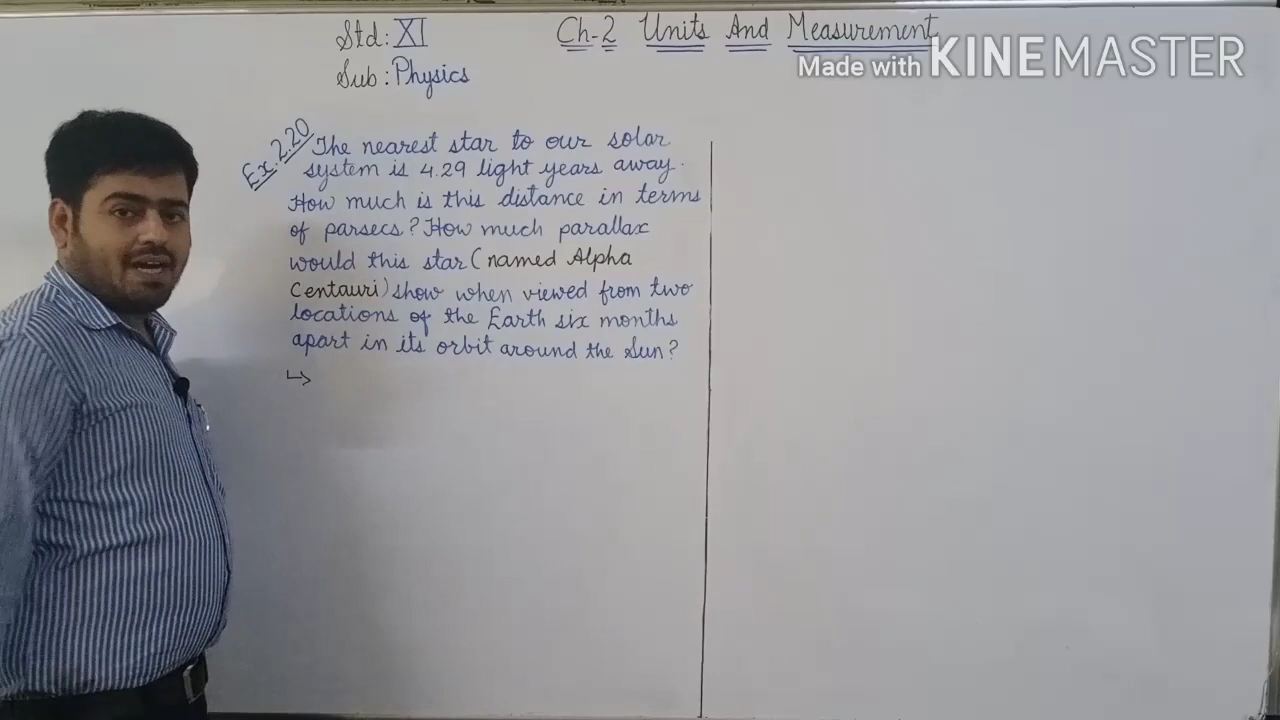 Std: XI
Sub: Physics
Ch-2 Units And Measurement
Made with KINEMASTER
Ex. 2.20
The nearest star to our solar
system is 4.29 light years away.
How much is this distance in terms
of parsecs? How much parallax
would this star (named Alpha
Centauri) show when viewed from two
locations of the Earth six months
apart in its orbit around the Sun?
↳